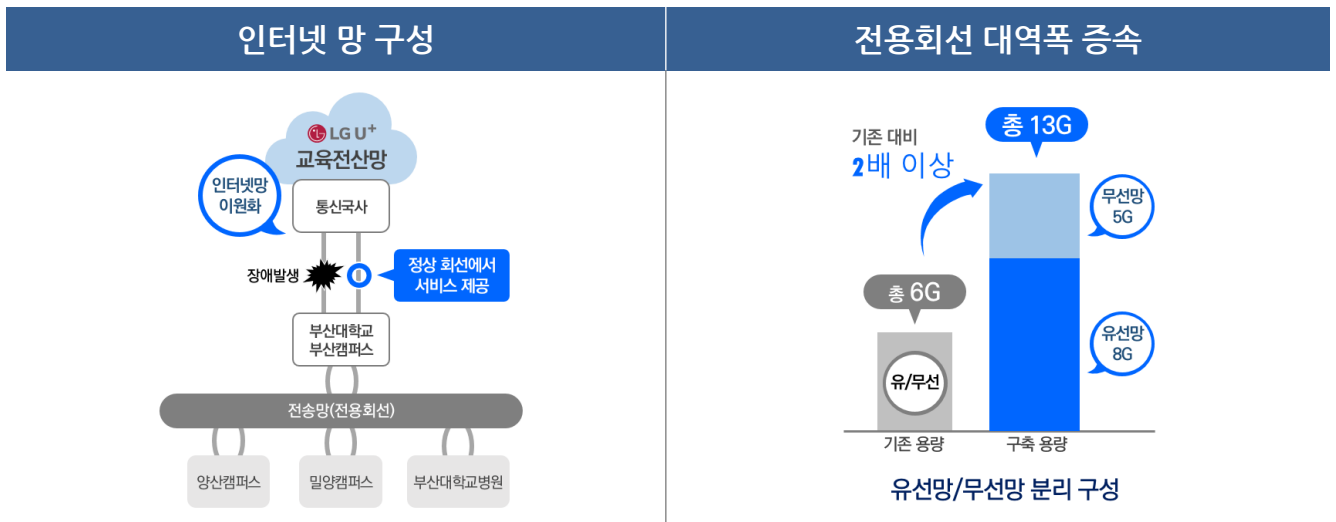 인터넷 망 구성
LG U+
교육전산망
인터넷망
이원화
통신국사
장애발생
정상 회선에서
서비스 제공
부산대학교
부산캠퍼스
전송망(전용회선)
양산캠퍼스
밀양캠퍼스
부산대학교병원
전용회선 대역폭 증속
기존 대비
2배 이상
총 13G
무선망
5G
총 6G
유선망
8G
유/무선
기존 용량
구축 용량
유선망/무선망 분리 구성